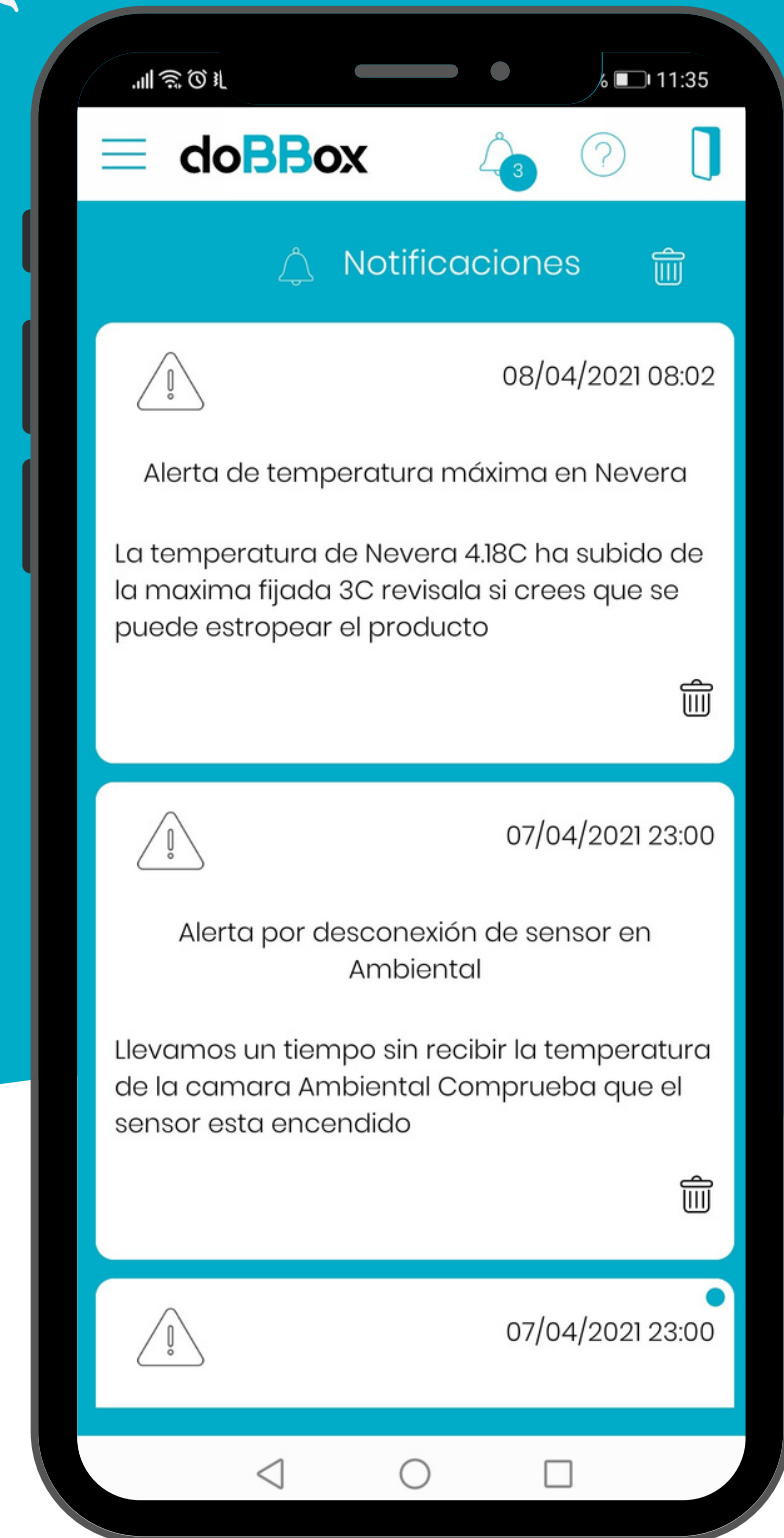 % 11:35
doBBox
3
?
Notificaciones
08/04/2021 08:02
Alerta de temperatura máxima en Nevera
La temperatura de Nevera 4.18C ha subido de
la maxima fijada 3C revisala si crees que se
puede estropear el producto
07/04/2021 23:00
Alerta por desconexión de sensor en
Ambiental
Llevamos un tiempo sin recibir la temperatura
de la camara Ambiental Comprueba que el
sensor esta encendido
07/04/2021 23:00